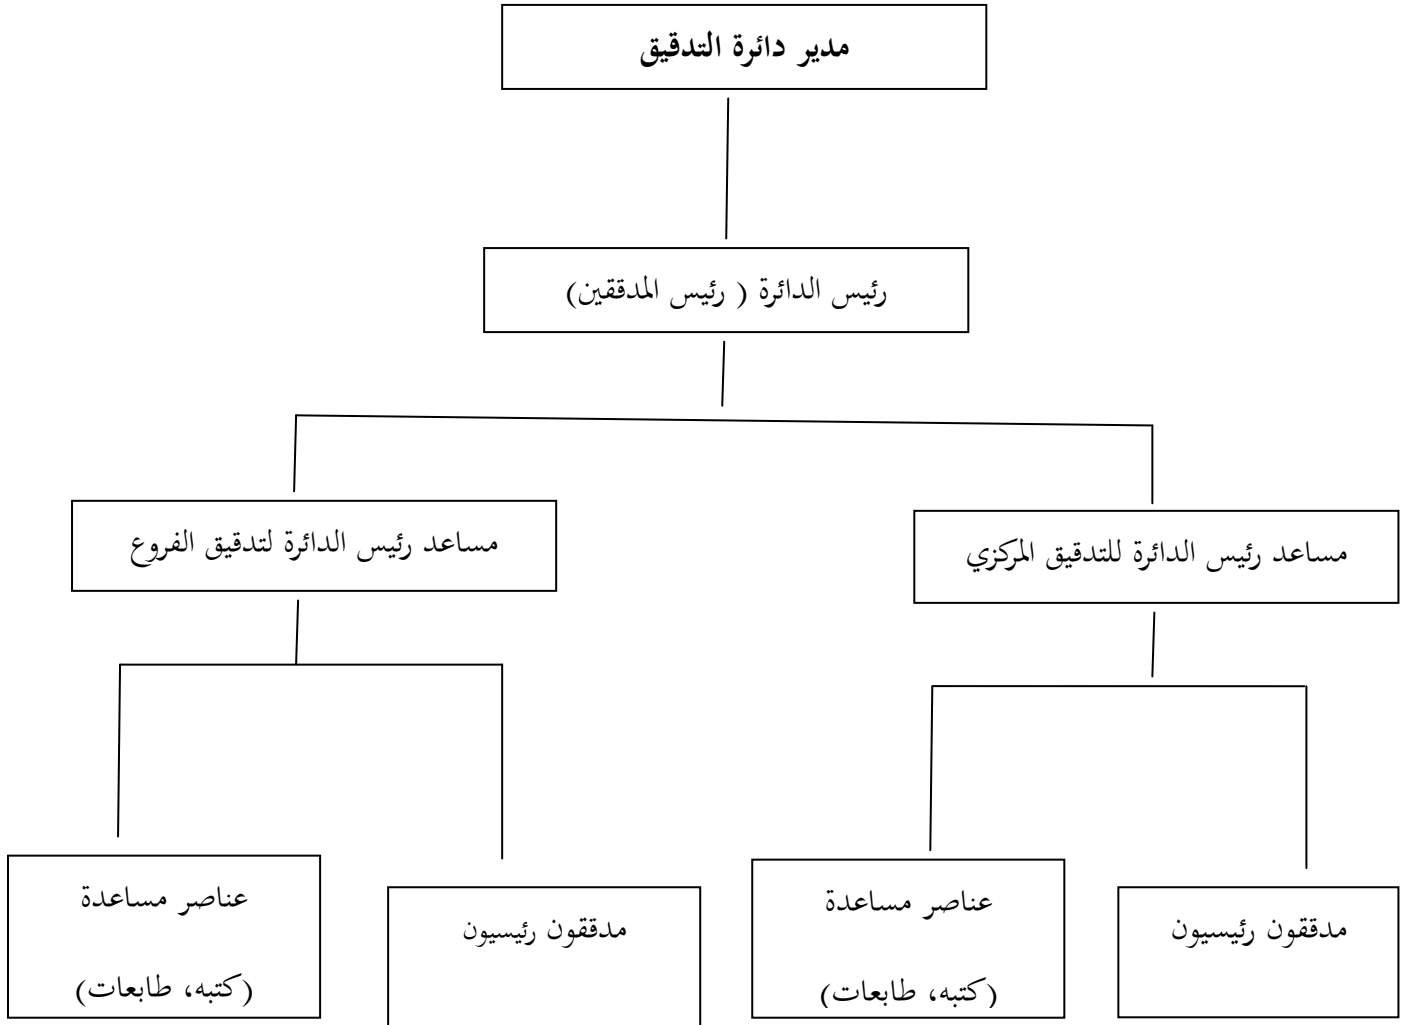 مدير دائرة التدقيق
رئيس الدائرة ( رئيس المدققين)
مساعد رئيس الدائرة للتدقيق المركزي
مساعد رئيس الدائرة لتدقيق الفروع
مدققون رئيسيون
عناصر مساعدة
(كتبه، طابعات)
مدققون رئيسيون
عناصر مساعدة
(كتبه، طابعات)